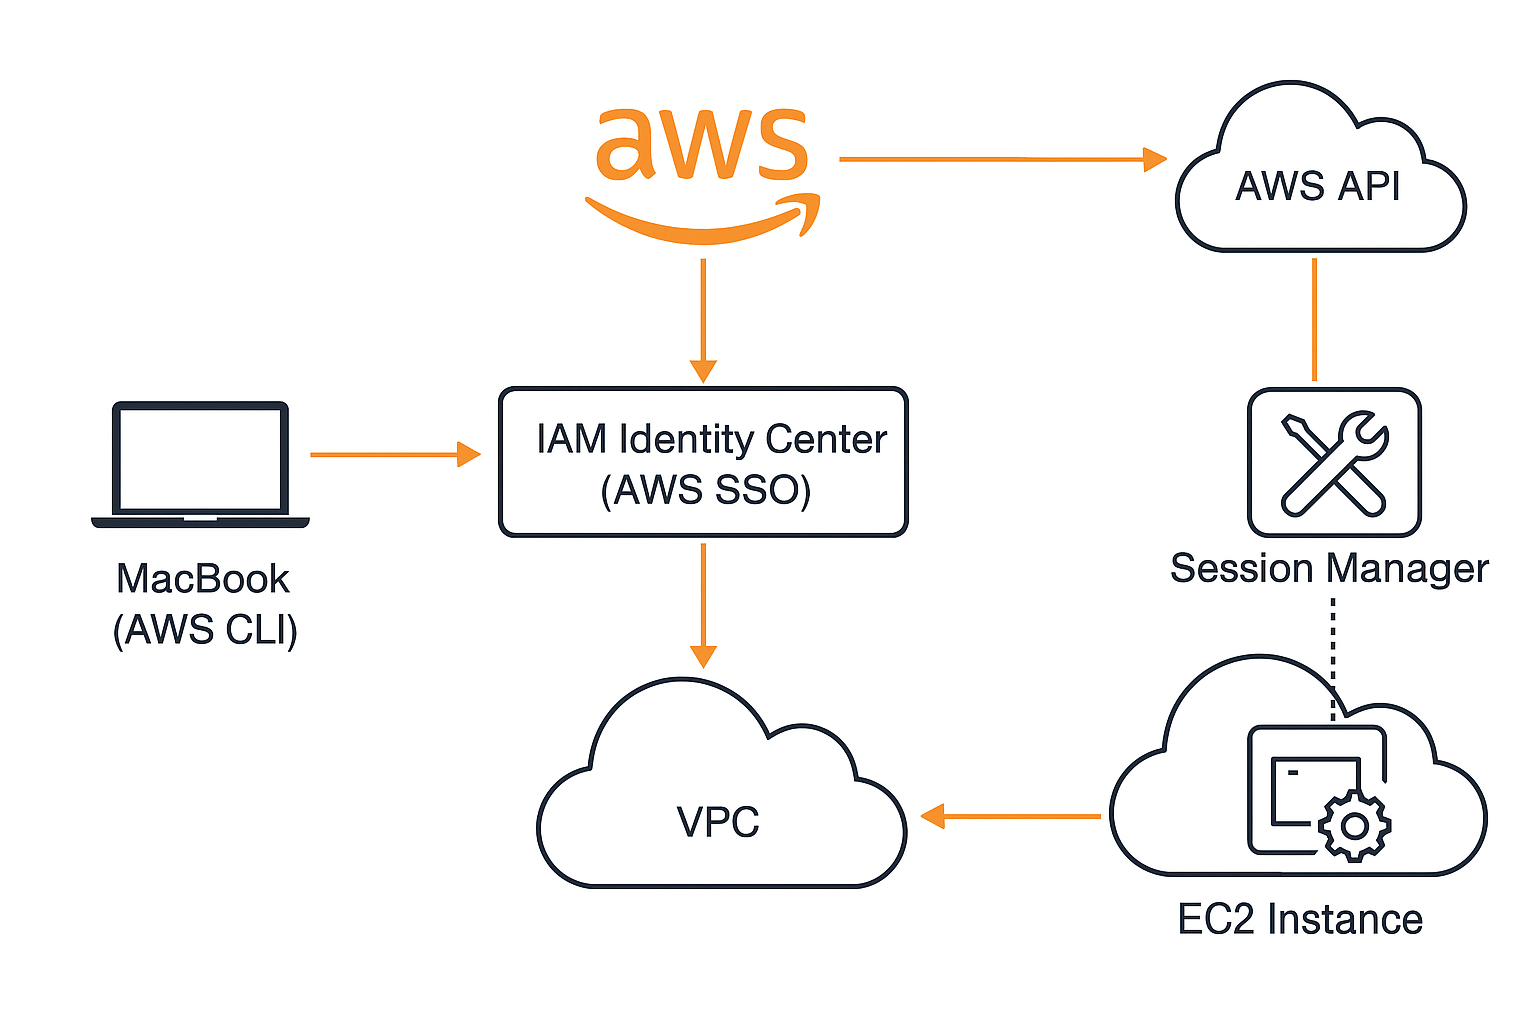 aws
AWS API
IAM Identity Center
(AWS SSO)
MacBook
(AWS CLI)
Session Manager
VPC
EC2 Instance